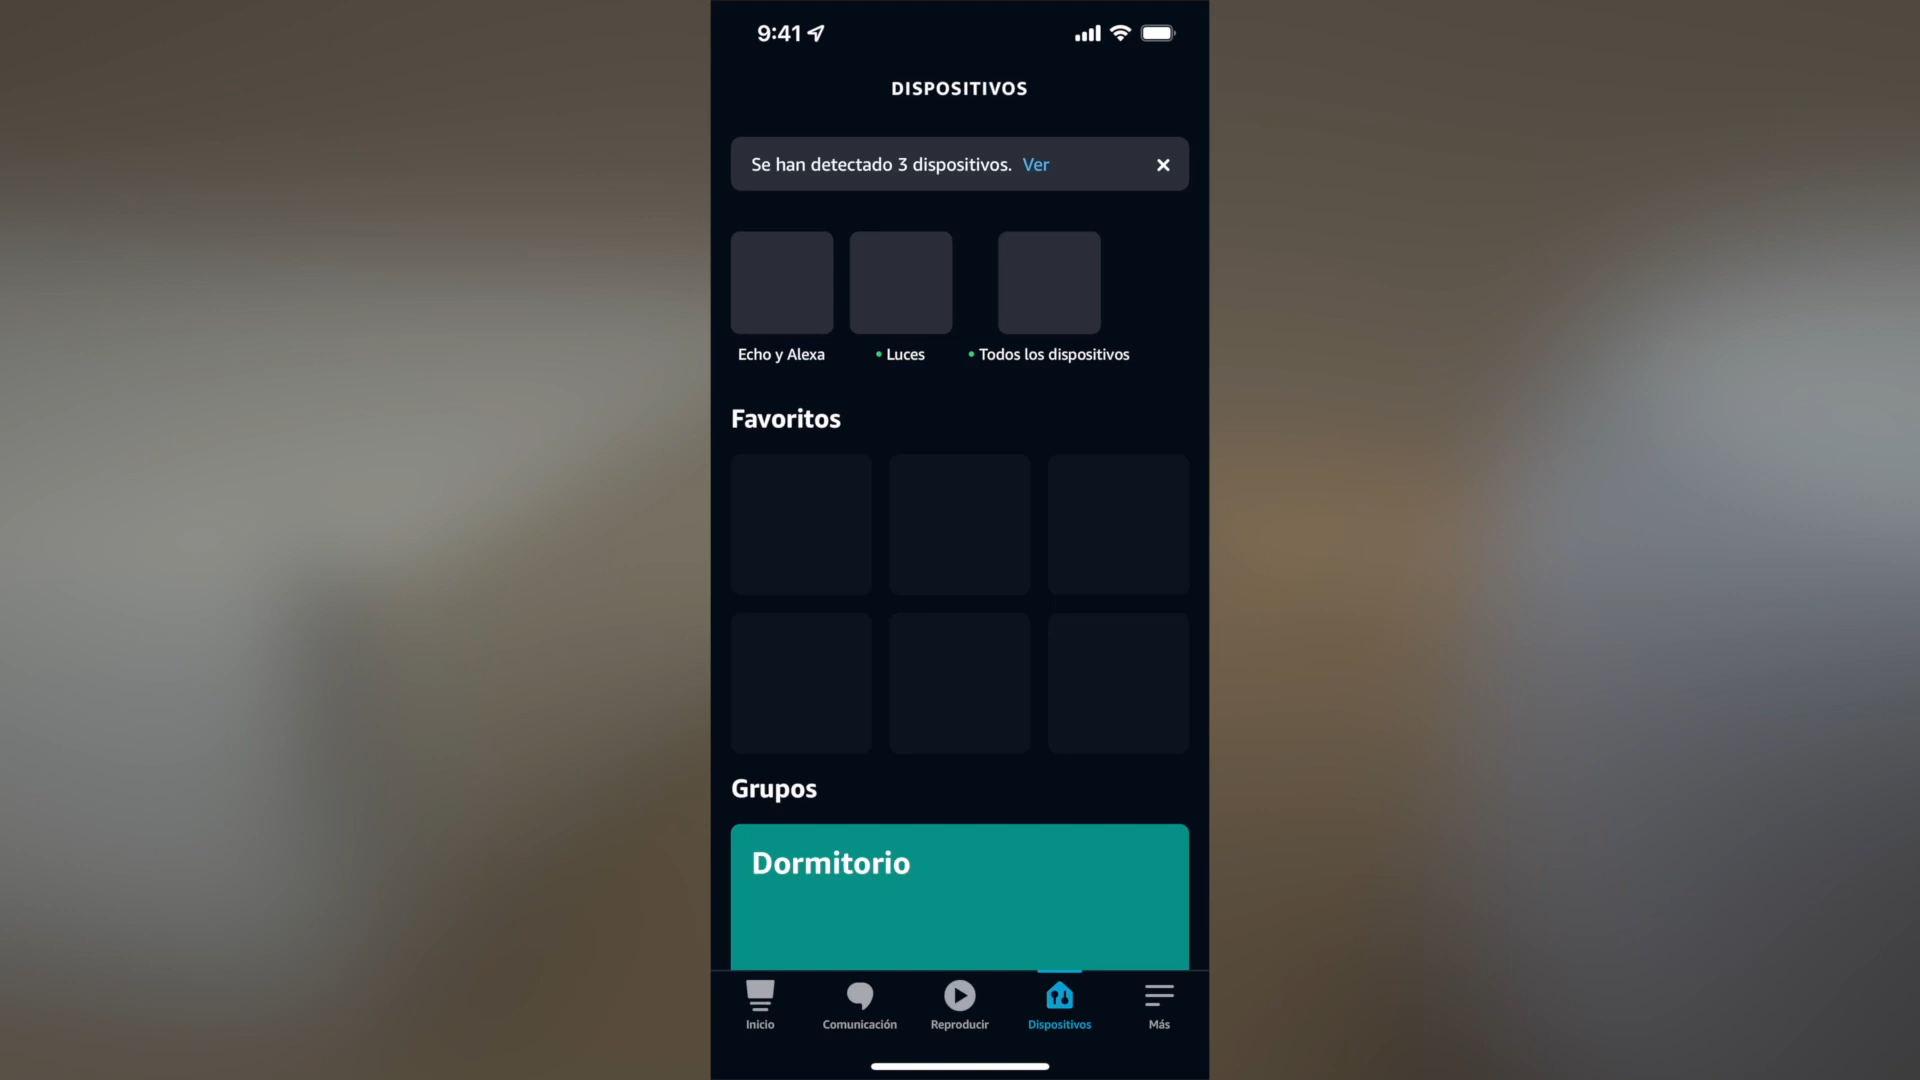 9:41
DISPOSITIVOS
Se han detectado 3 dispositivos. Ver
Echo y Alexa
Luces
Todos los dispositivos
Favoritos
Grupos
Dormitorio
Inicio
Comunicación
Reproducir
Dispositivos
Más